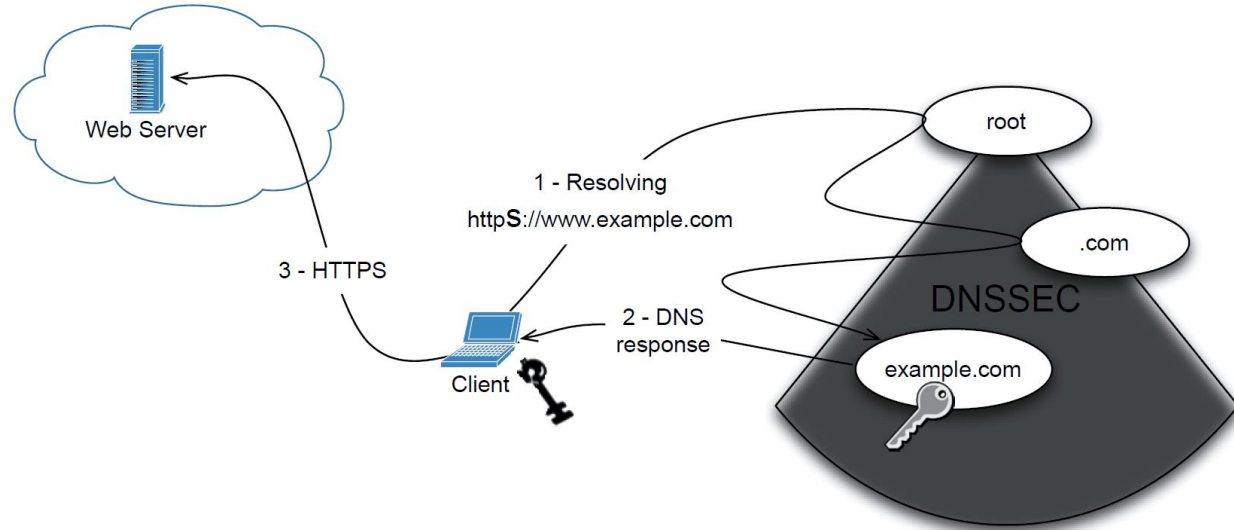 Web Server
root
1 - Resolving
httpS://www.example.com
.com
3 - HTTPS
DNSSEC
2 - DNS
response
example.com
Client